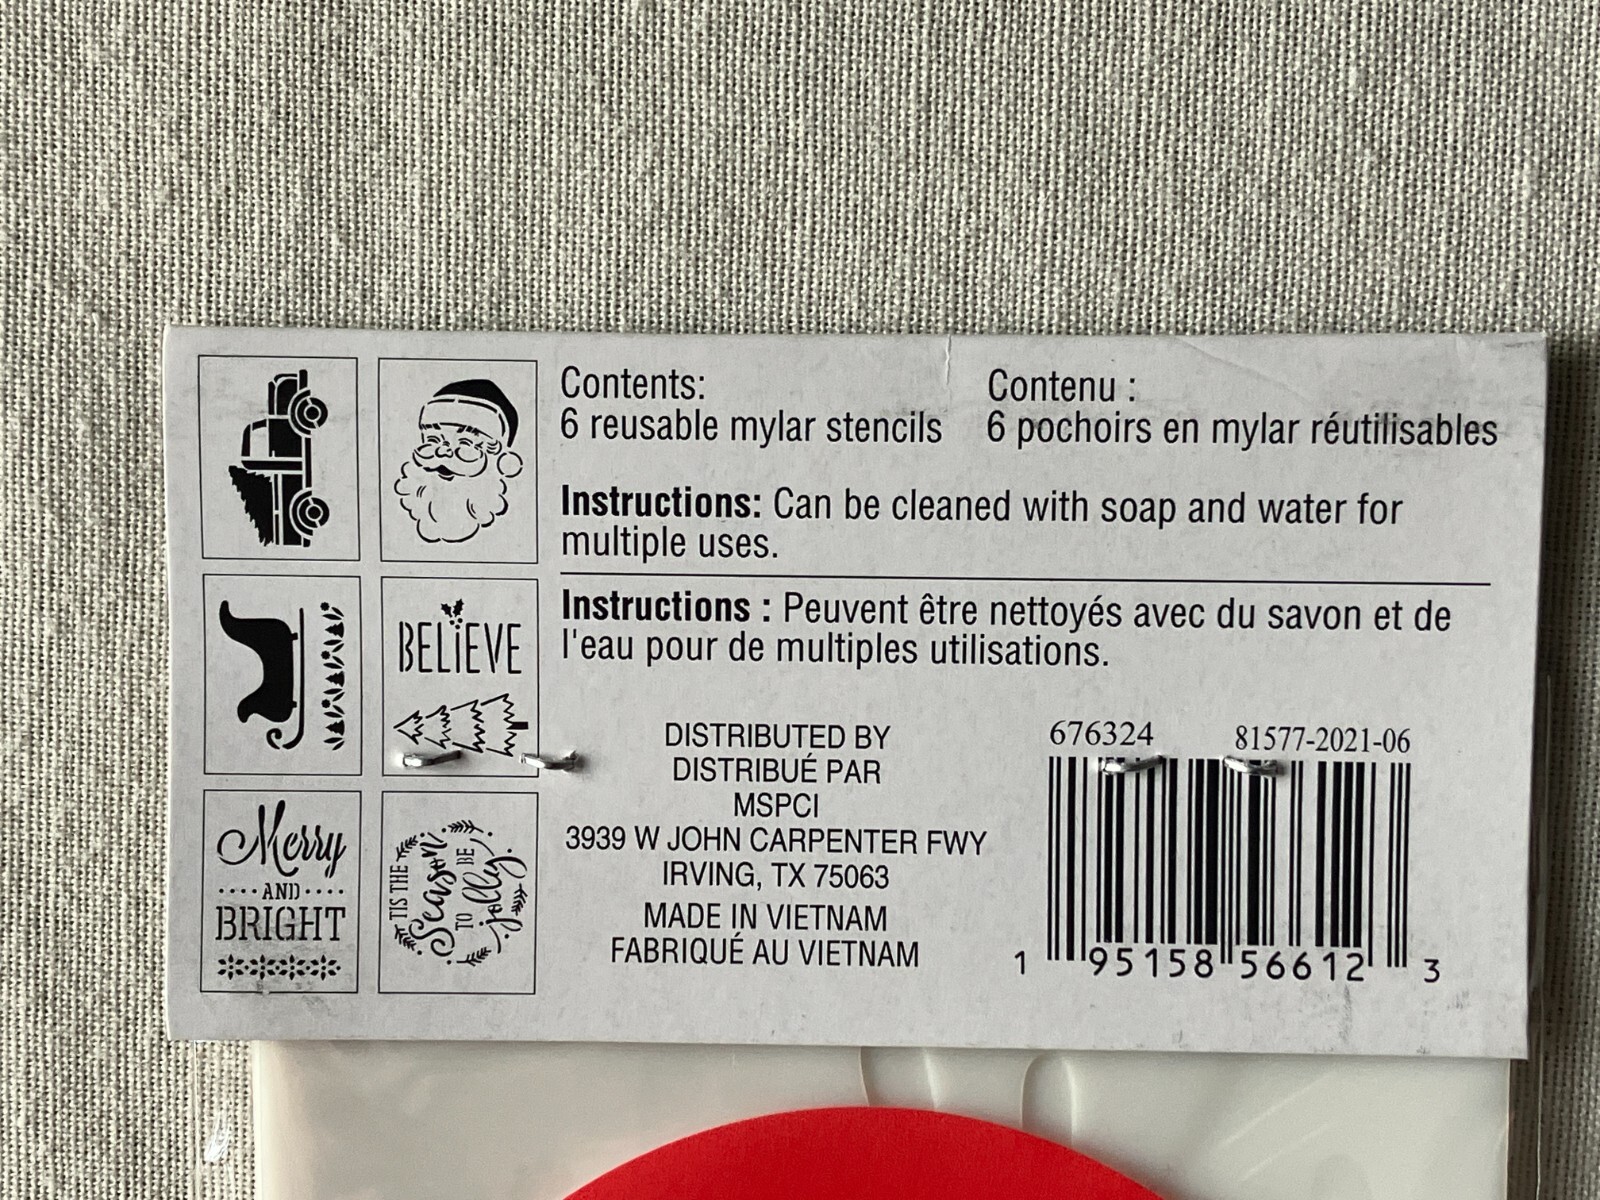 Contents:
6 reusable mylar stencils
Contenu :
6 pochoirs en mylar réutilisables
Instructions: Can be cleaned with soap and water for
multiple uses.
Instructions : Peuvent être nettoyés avec du savon et de
l'eau pour de multiples utilisations.
BELIEVE
Merry
AND
BRIGHT
TIS THE
Season
TO BE
jolly
DISTRIBUTED BY
DISTRIBUÉ PAR
MSPCI
3939 W JOHN CARPENTER FWY
IRVING, TX 75063
MADE IN VIETNAM
FABRIQUÉ AU VIETNAM
676324 81577-2021-06
1 95158 56612 3